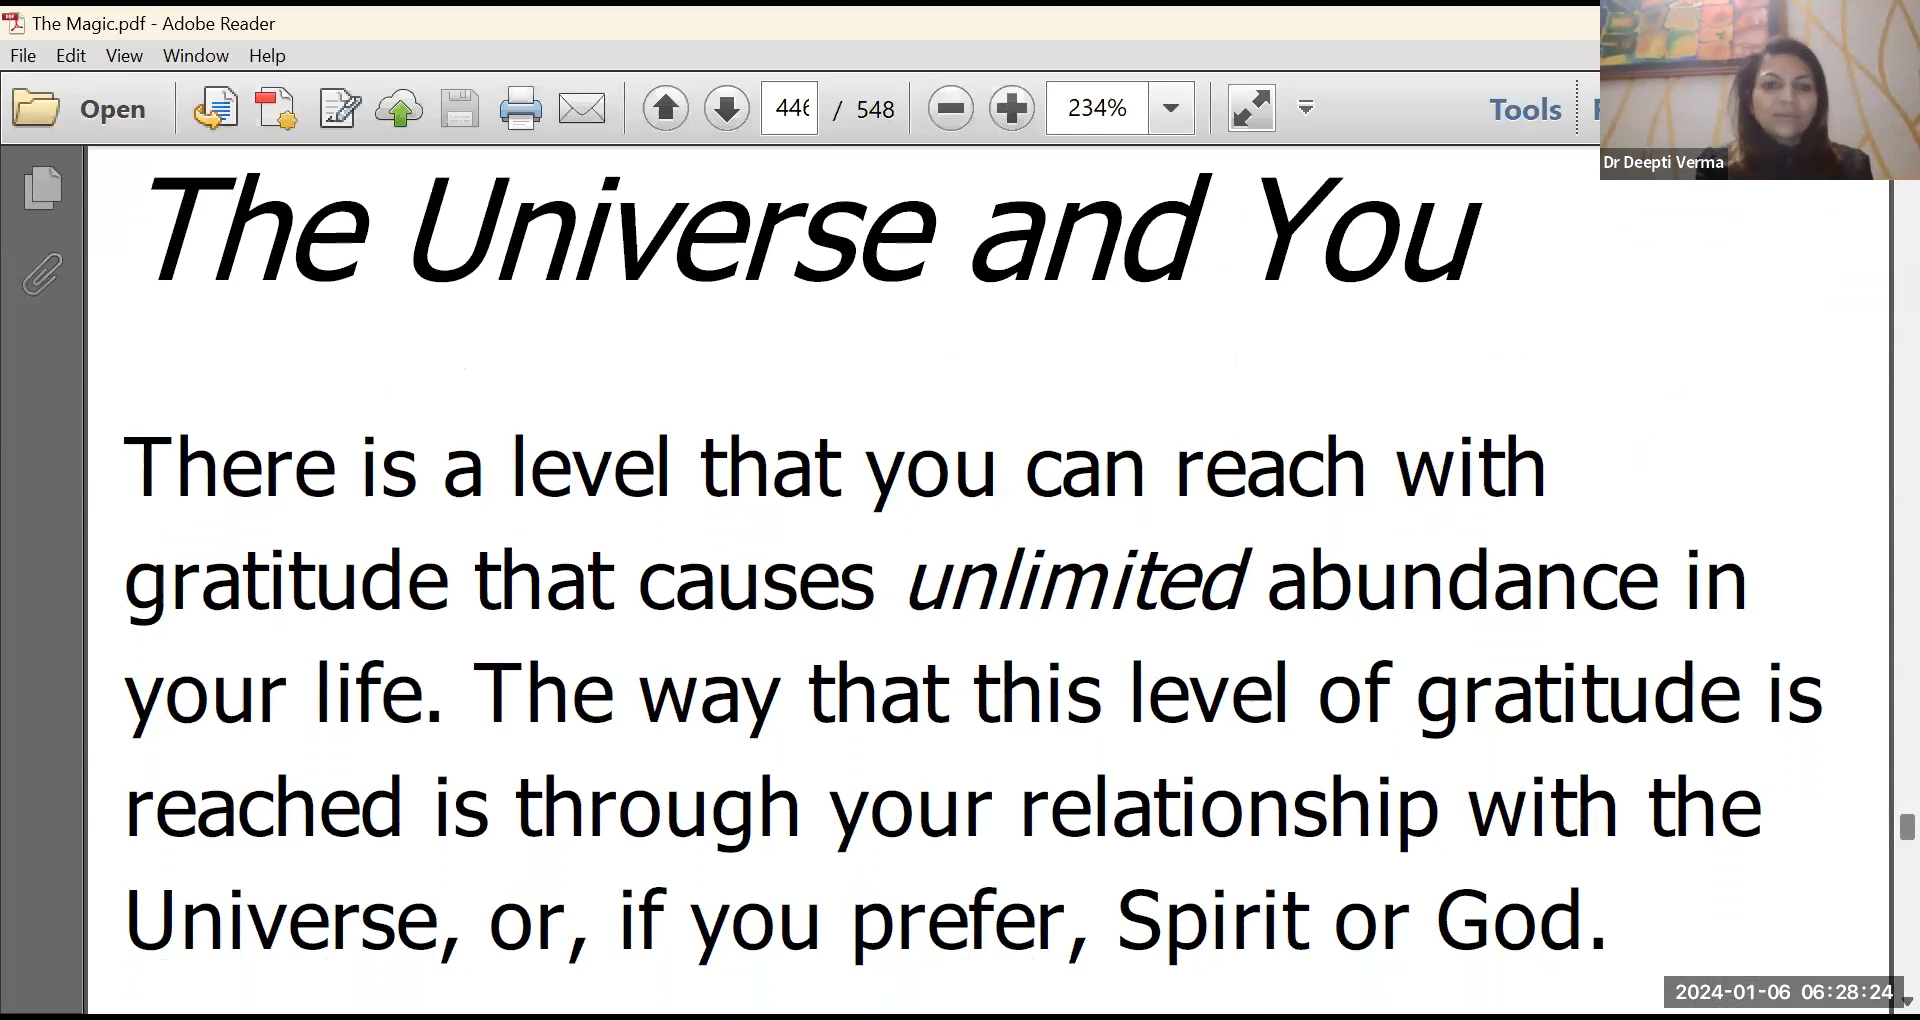 The Magic.pdf - Adobe Reader
File Edit View Window Help
Open 446 / 548 234% Tools
Dr Deepti Verma
The Universe and You
There is a level that you can reach with
gratitude that causes unlimited abundance in
your life. The way that this level of gratitude is
reached is through your relationship with the
Universe, or, if you prefer, Spirit or God.
2024-01-06 06:28:24